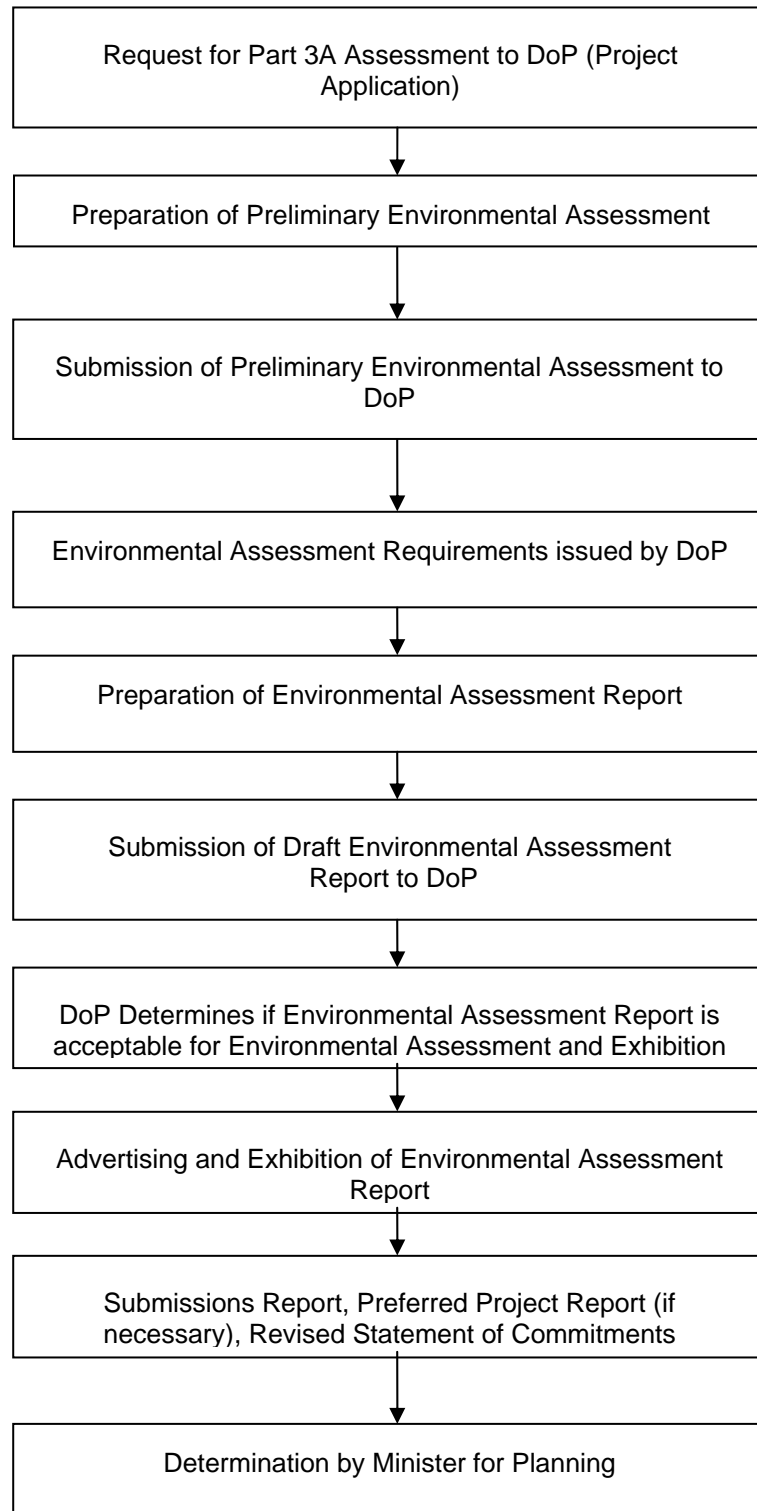 Request for Part 3A Assessment to DoP (Project
Application)
Preparation of Preliminary Environmental Assessment
Submission of Preliminary Environmental Assessment to
DoP
Environmental Assessment Requirements issued by DoP
Preparation of Environmental Assessment Report
Submission of Draft Environmental Assessment
Report to DoP
DoP Determines if Environmental Assessment Report is
acceptable for Environmental Assessment and Exhibition
Advertising and Exhibition of Environmental Assessment
Report
Submissions Report, Preferred Project Report (if
necessary), Revised Statement of Commitments
Determination by Minister for Planning